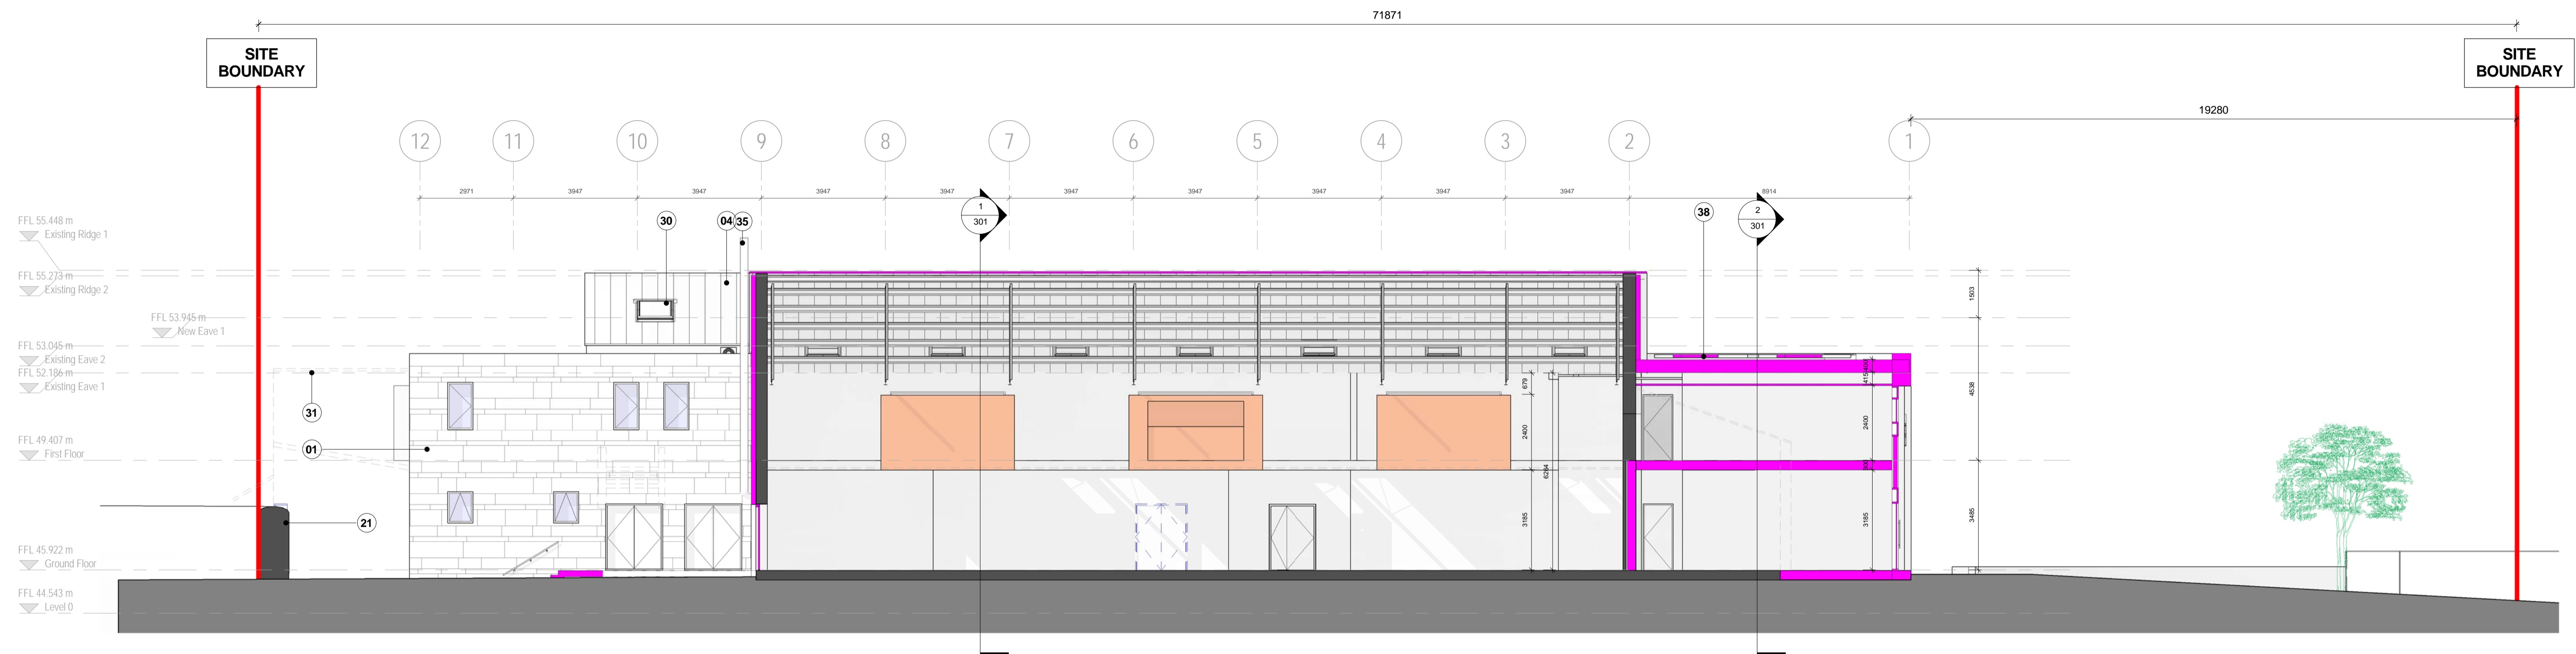 71871
SITE
BOUNDARY
SITE
BOUNDARY
19280
12
11
10
9
8
7
6
5
4
3
2
1
2971
3947
3947
3947
3947
3947
3947
3947
3947
3947
8914
1
301
2
301
30
04
35
38
FFL 55.448 m
Existing Ridge 1
FFL 55.273 m
Existing Ridge 2
FFL 53.945 m
New Eave 1
FFL 53.045 m
Existing Eave 2
FFL 52.186 m
Existing Eave 1
FFL 49.407 m
First Floor
FFL 45.922 m
Ground Floor
FFL 44.543 m
Level 0
31
01
21
679
2400
6264
3185
415
400
2400
300
3185
1503
4538
3485